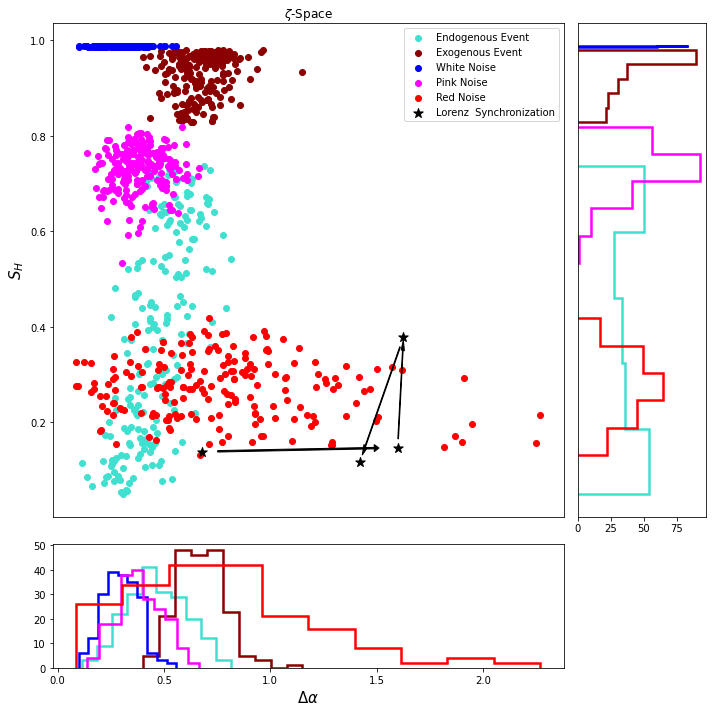 ζ-Space
Endogenous Event
Exogenous Event
White Noise
Pink Noise
Red Noise
Lorenz  Synchronization
1.0
0.8
0.6
0.4
0.2
S_H
0 25 50 75
50
40
30
20
10
0
0.0 0.5 1.0 1.5 2.0
Δα